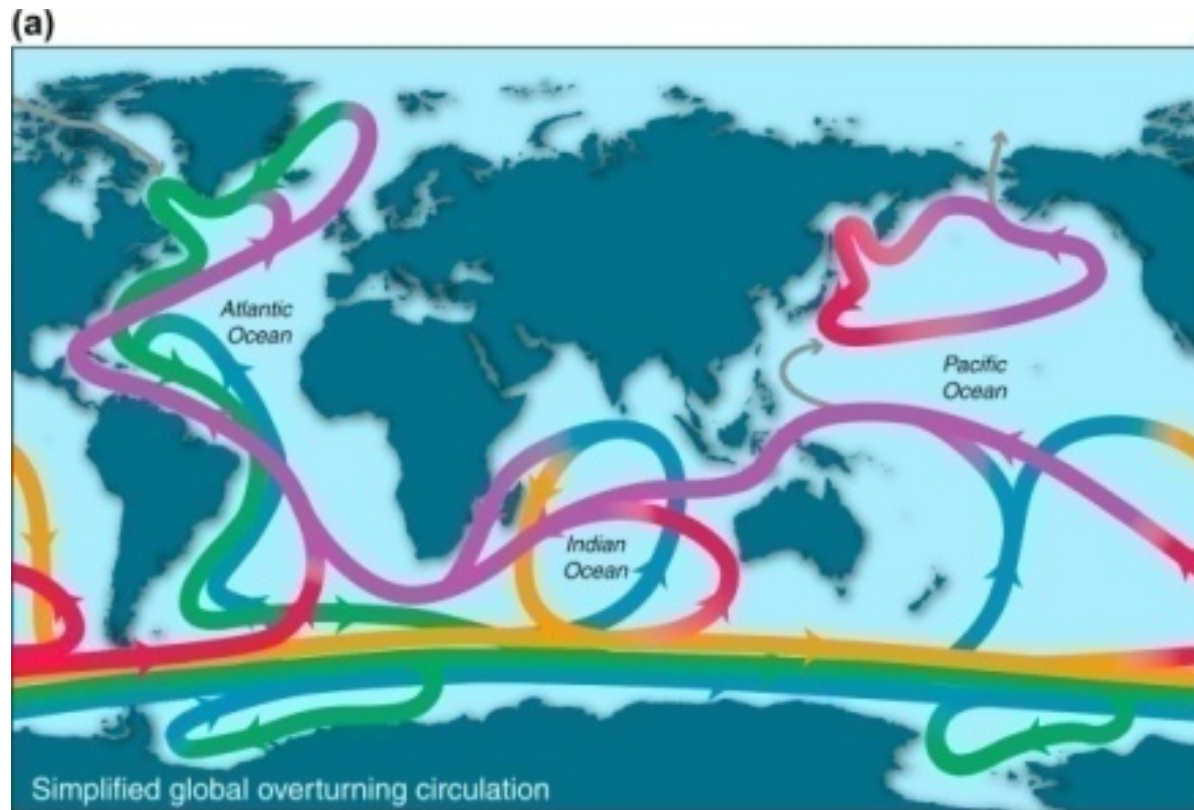 (a)
Atlantic
Ocean
Pacific
Ocean
Indian
Ocean
Simplified global overturning circulation